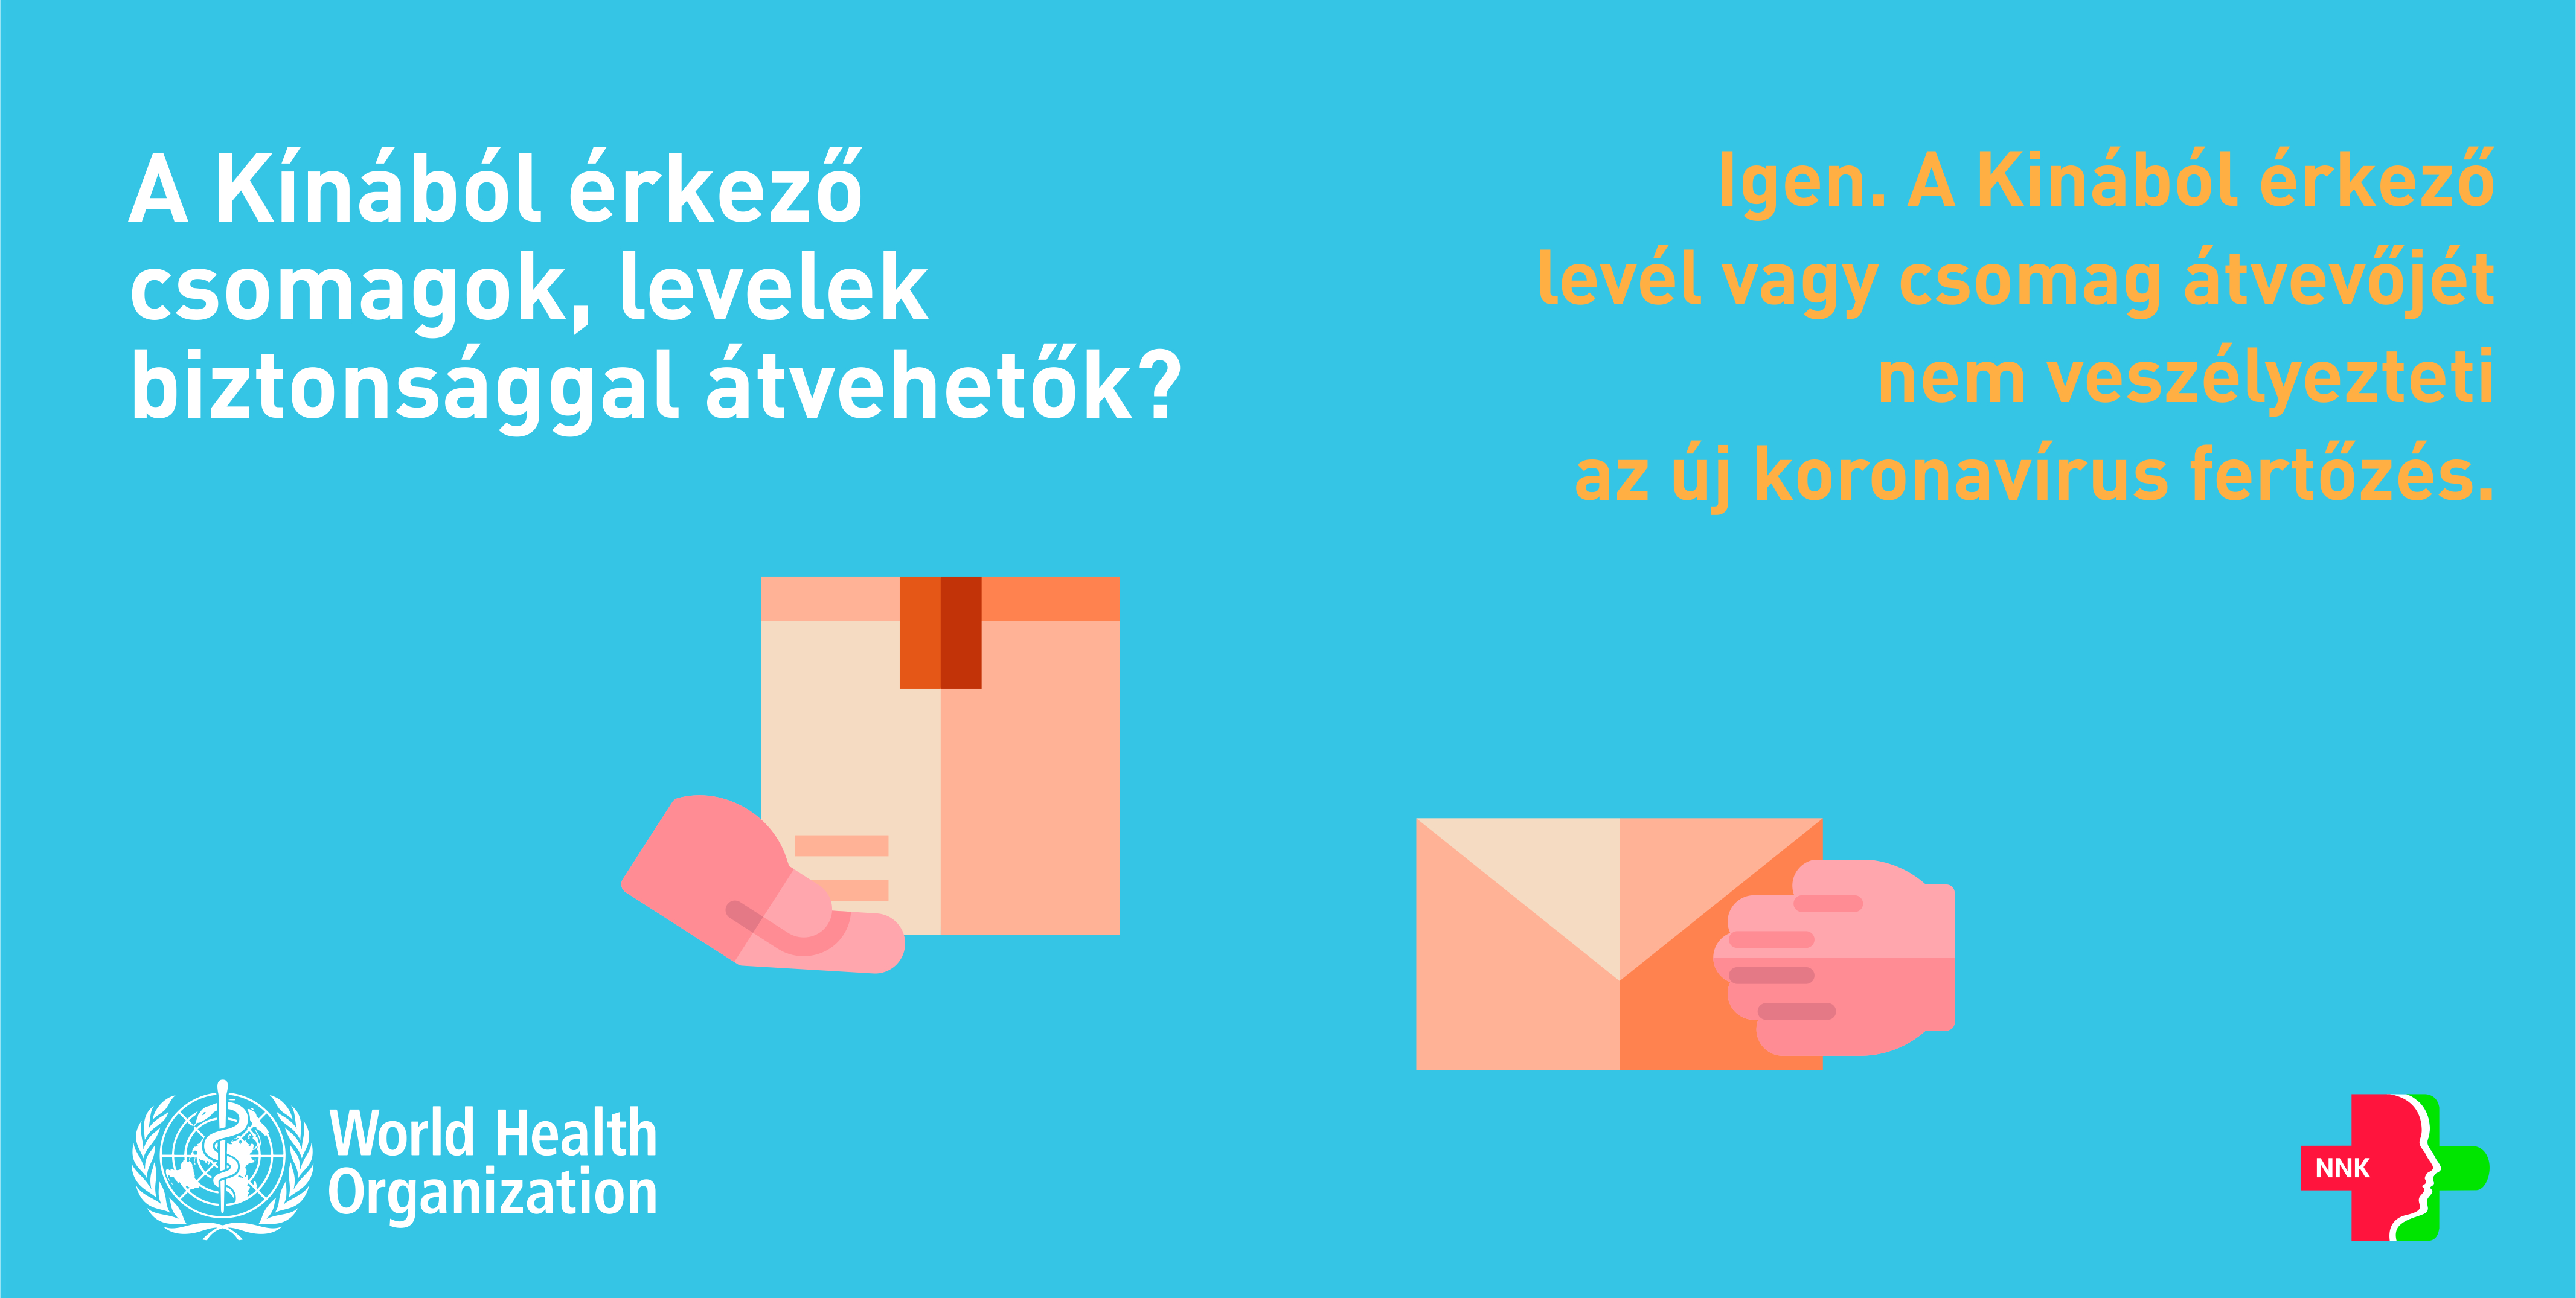 A Kínából érkező
csomagok, levelek
biztonsággal átvehetők?
Igen. A Kinából érkező
levél vagy csomag átvevőjét
nem veszélyezteti
az új koronavírus fertőzés.
World Health
Organization
NNK